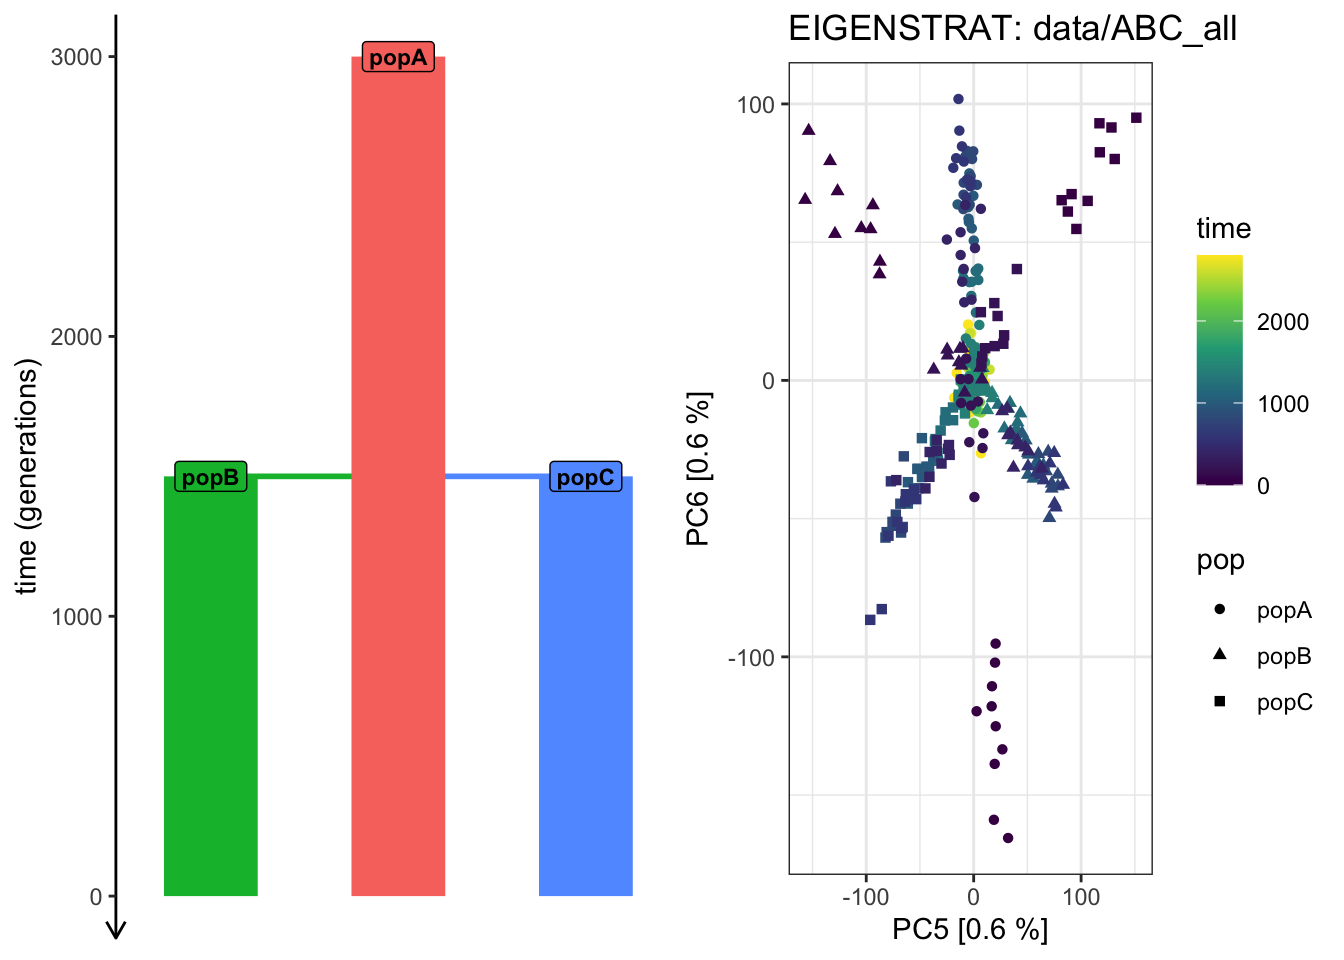 time (generations)
3000
2000
1000
0
popA
popB
popC
EIGENSTRAT: data/ABC_all
PC6 [0.6 %]
100
0
-100
-100
0
100
PC5 [0.6 %]
time
2000
1000
0
pop
popA
popB
popC